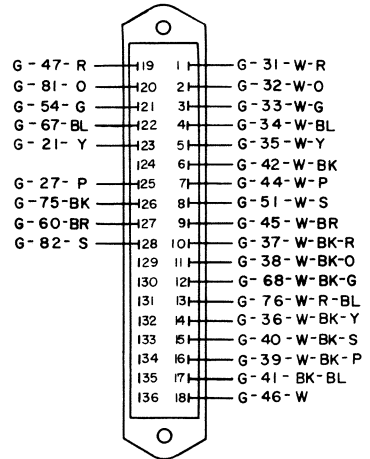 G-47-R 19 1 G-31-W-R
G-81-O 20 2 G-32-W-O
G-54-G 21 3 G-33-W-G
G-67-BL 22 4 G-34-W-BL
G-21-Y 23 5 G-35-W-Y
24 6 G-42-W-BK
G-27-P 25 7 G-44-W-P
G-75-BK 26 8 G-51-W-S
G-60-BR 27 9 G-45-W-BR
G-82-S 28 10 G-37-W-BK-R
29 11 G-38-W-BK-O
30 12 G-68-W-BK-G
31 13 G-76-W-R-BL
32 14 G-36-W-BK-Y
33 15 G-40-W-BK-S
34 16 G-39-W-BK-P
35 17 G-41-BK-BL
36 18 G-46-W